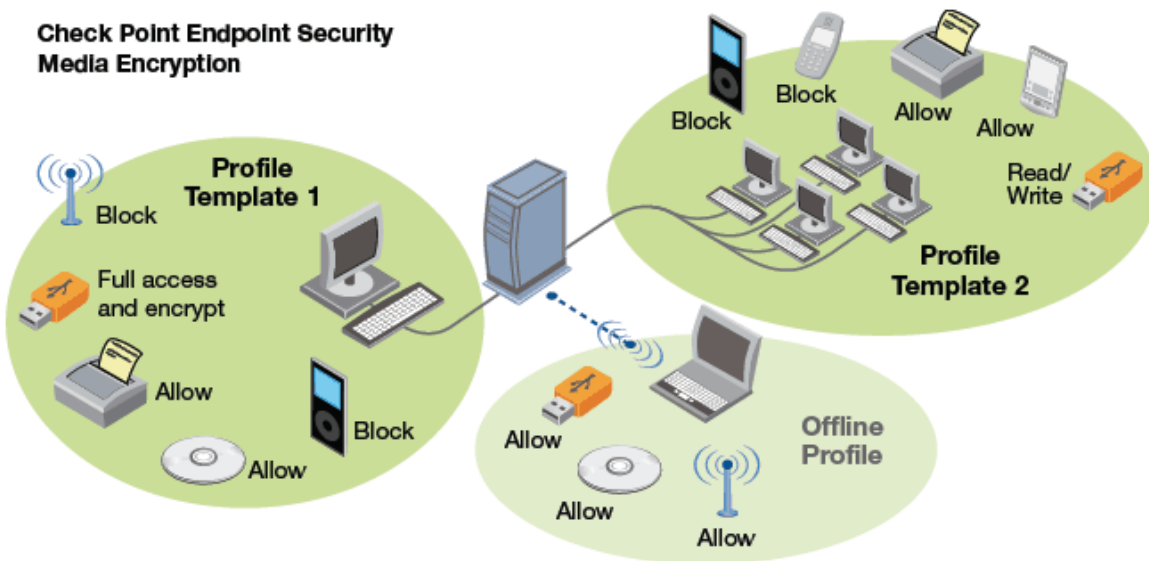 Check Point Endpoint Security
Media Encryption
Block
Profile
Template 1
Full access
and encrypt
Allow
Block
Allow
Block
Block
Allow
Allow
Read/
Write
Profile
Template 2
Allow
Allow
Allow
Offline
Profile